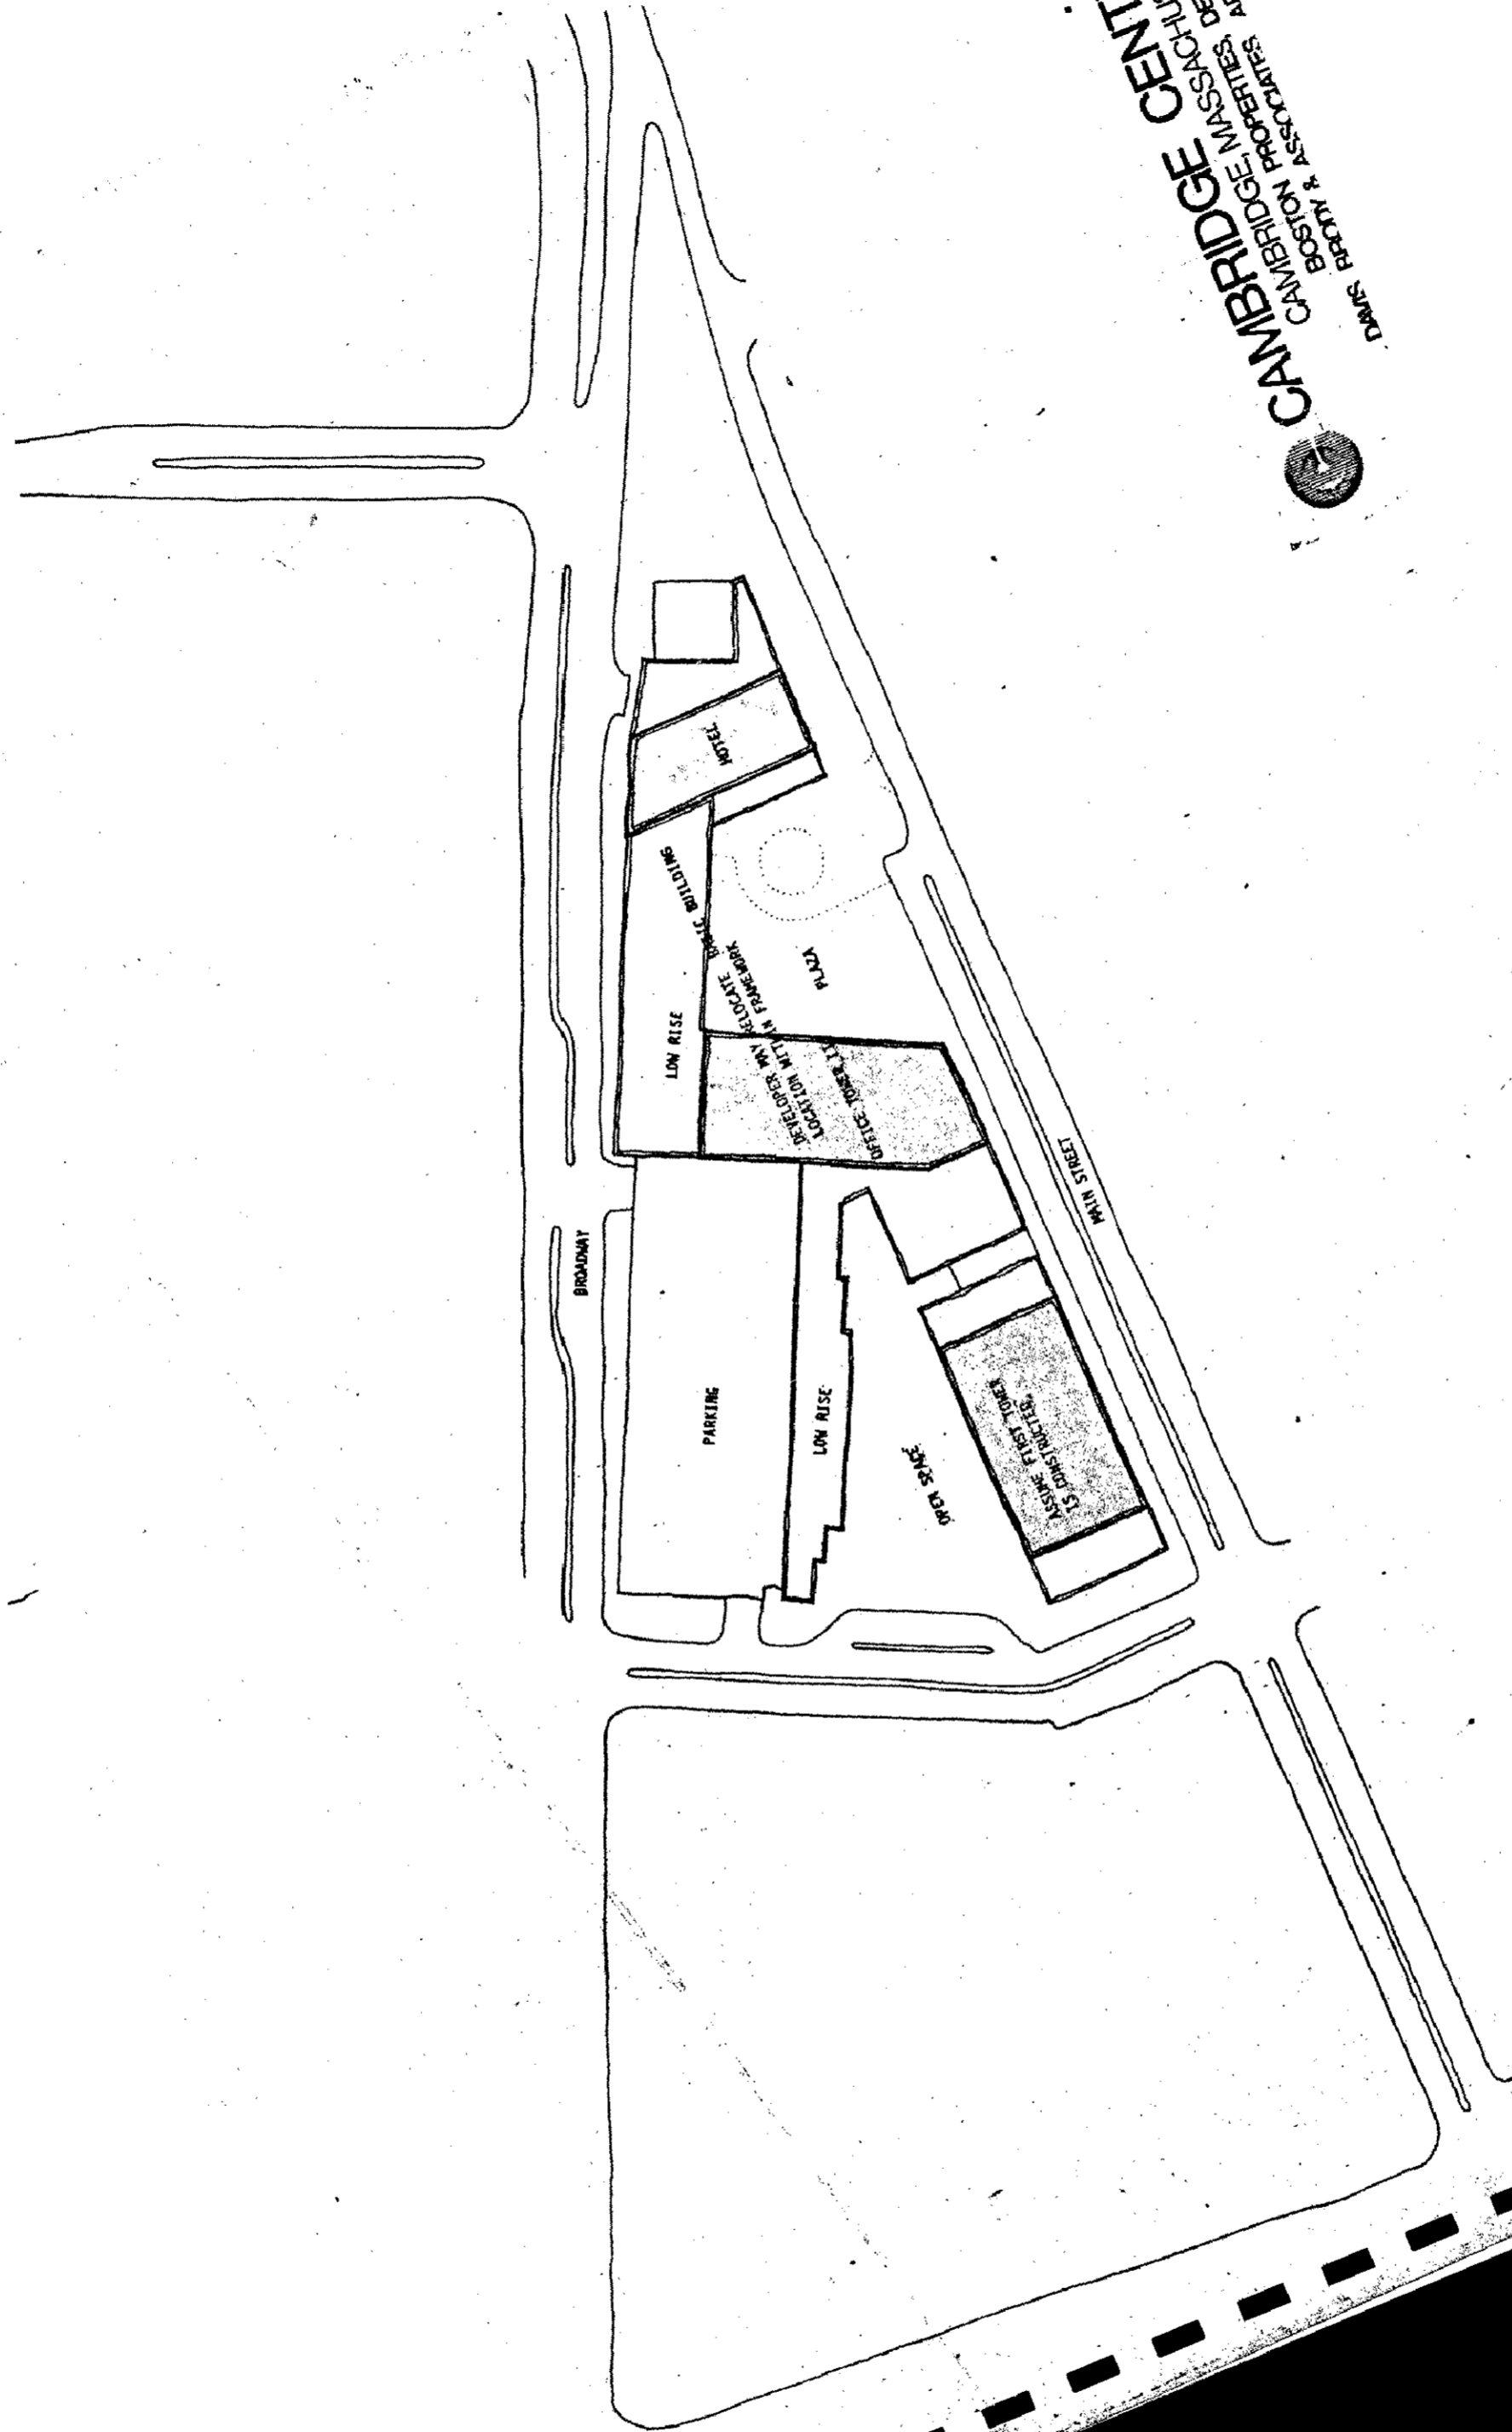 CAMBRIDGE CENT
CAMBRIDGE, MASSACHU
BOSTON PROPERTIES, DE
DAVIS BRODY & ASSOCIATES A
HOTEL
LOW RISE
DEVELOPER MAY RELOCATE BASIC BUILDING
LOCATION WITHIN FRAMEWORK
PLAZA
OFFICE TOWER
MAIN STREET
BROADWAY
PARKING
LOW RISE
OPEN SPACE
ASSUME FIRST TOWER
IS CONSTRUCTED.